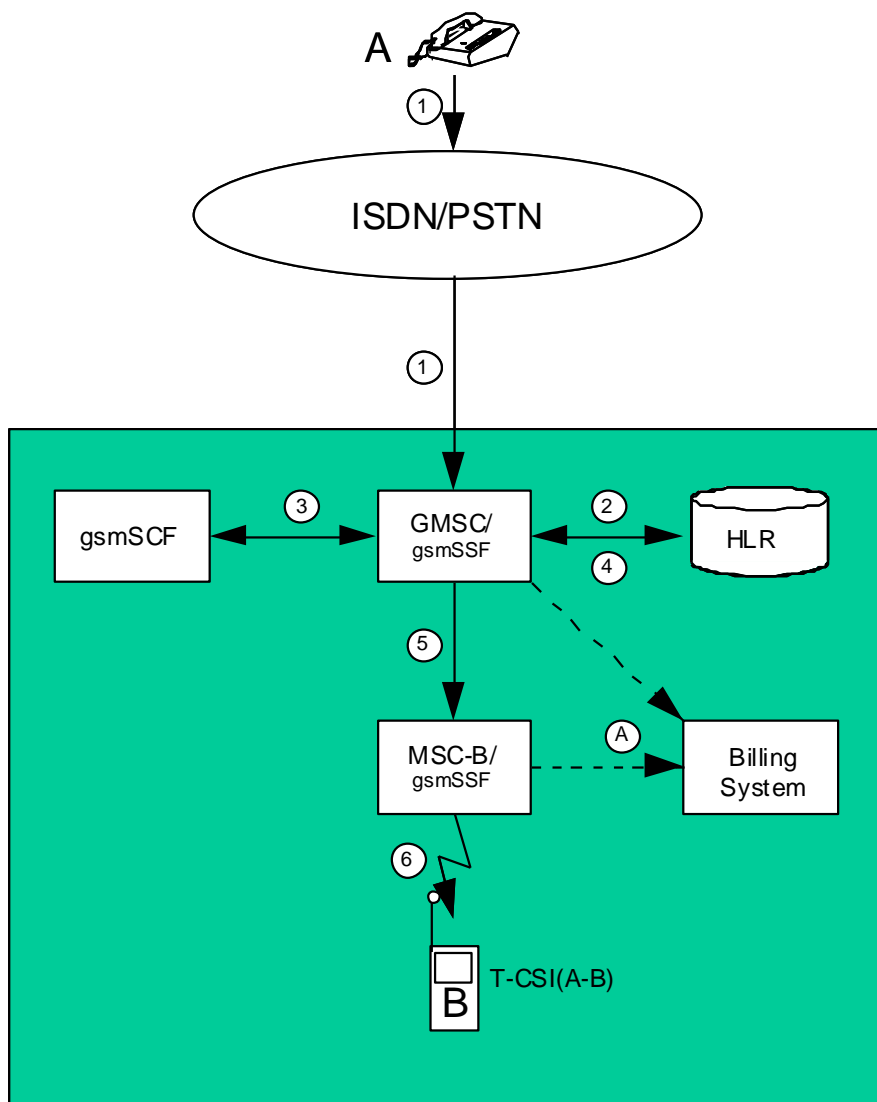 A
1
ISDN/PSTN
1
gsmSCF
3
GMSC/
gsmSSF
2
4
HLR
5
MSC-B/
gsmSSF
A
Billing
System
6
B
T-CSI(A-B)